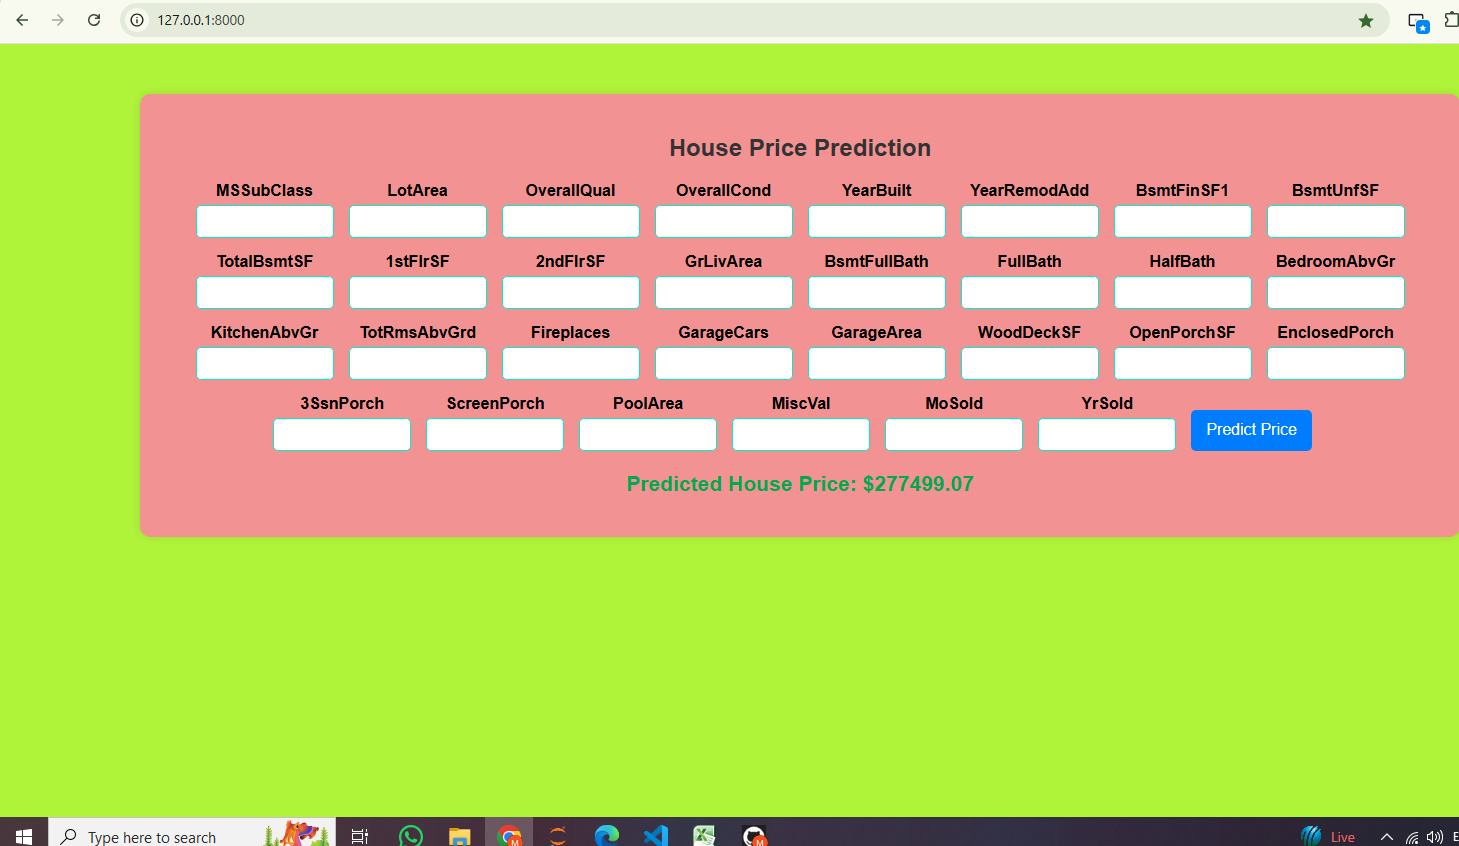 127.0.0.1:8000
House Price Prediction
MSSubClass LotArea OverallQual OverallCond YearBuilt YearRemodAdd BsmtFinSF1 BsmtUnfSF
TotalBsmtSF 1stFlrSF 2ndFlrSF GrLivArea BsmtFullBath FullBath HalfBath BedroomAbvGr
KitchenAbvGr TotRmsAbvGrd Fireplaces GarageCars GarageArea WoodDeckSF OpenPorchSF EnclosedPorch
3SsnPorch ScreenPorch PoolArea MiscVal MoSold YrSold Predict Price
Predicted House Price: $277499.07
Type here to search M M Live